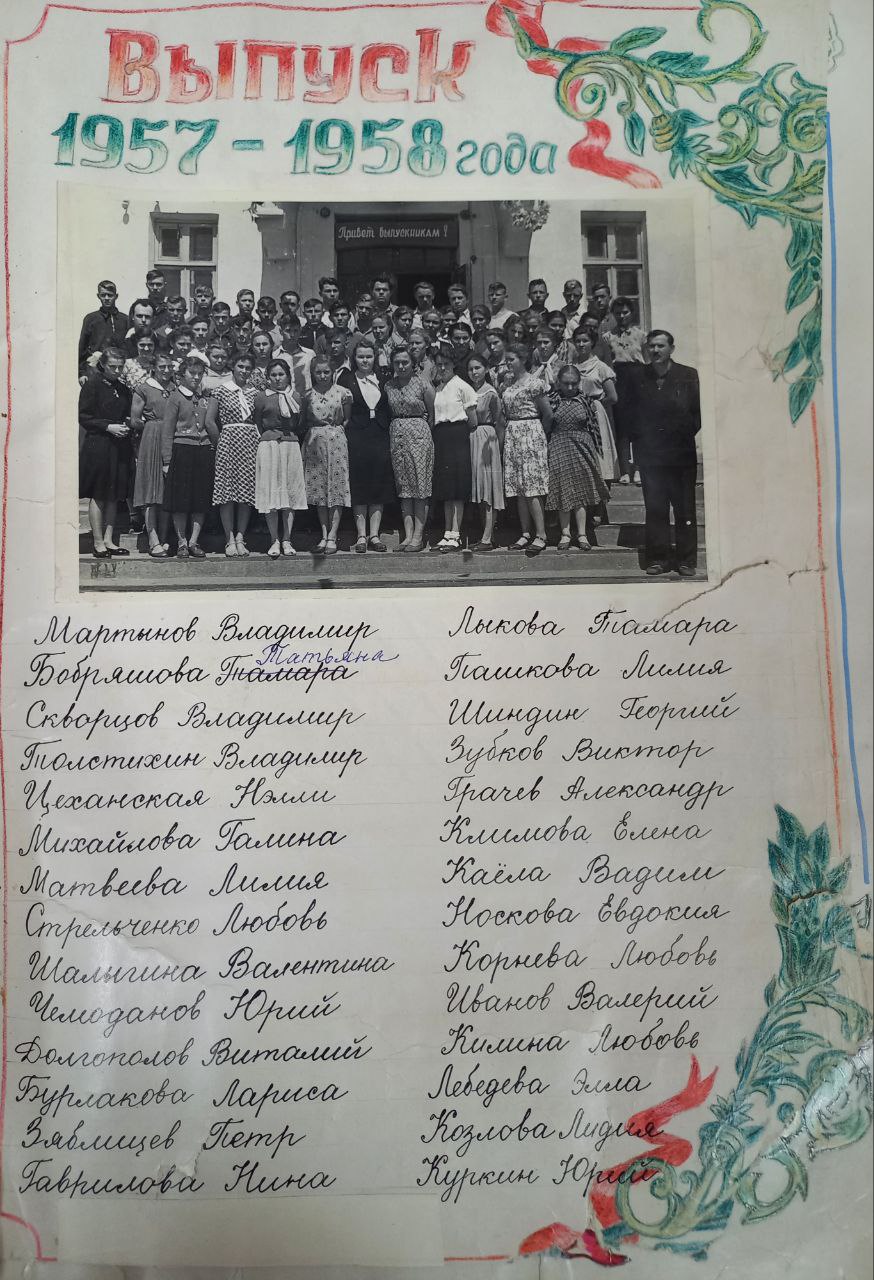 Выпуск
1957 - 1958 года
Привет выпускникам!
Мартынов Владимир
Бобряшова Тамара Татьяна
Скворцов Владимир
Толстихин Владимир
Цеханская Нэлли
Михайлова Галина
Матвеева Лилия
Стрельченко Любовь
Шалыгина Валентина
Чемоданов Юрий
Долгополов Виталий
Бурлакова Лариса
Зяблицев Петр
Гаврилова Нина
Лыкова Тамара
Пашкова Лилия
Шиндин Георгий
Зубков Виктор
Грачев Александр
Климова Елена
Каёла Вадим
Носкова Евдокия
Корнева Любовь
Иванов Валерий
Килина Любовь
Лебедева Элла
Козлова Лидия
Куркин Юрий